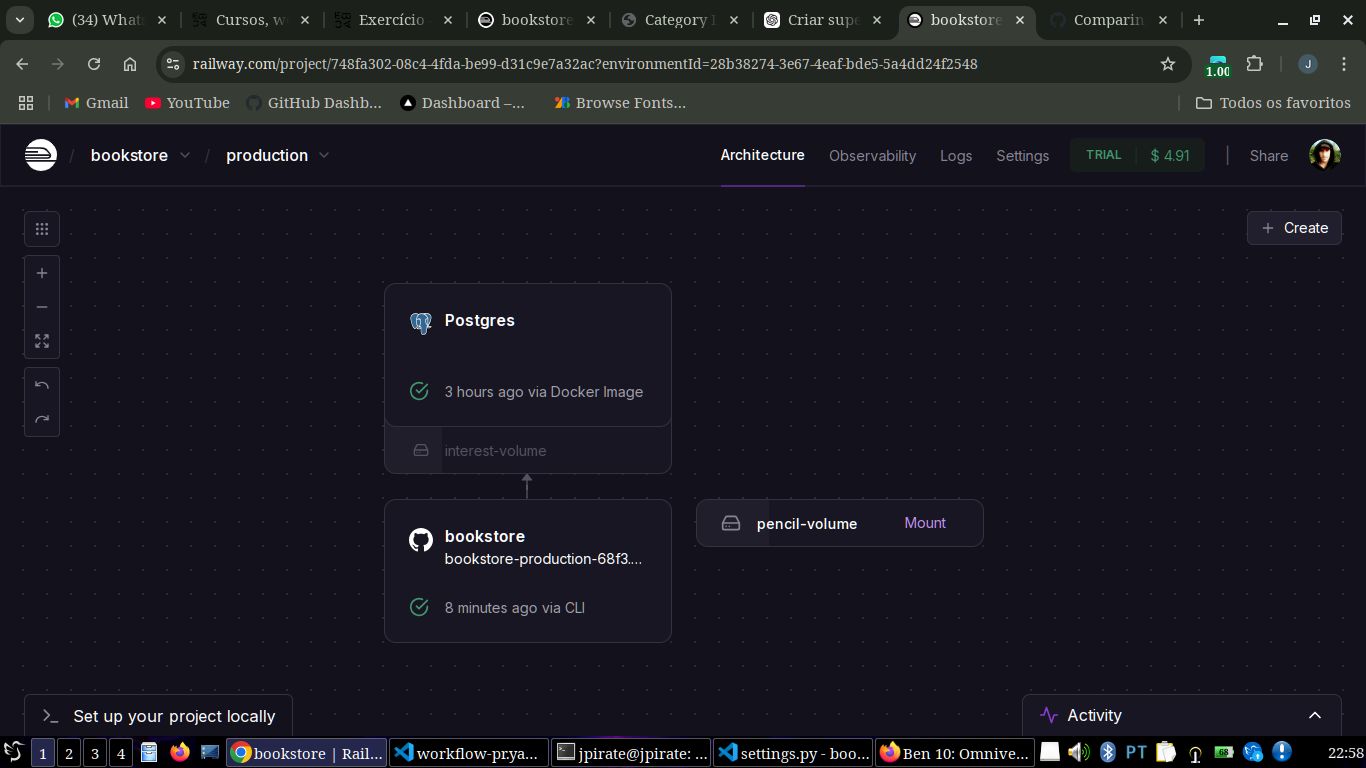 (34) Whats
Cursos, w
Exercício
bookstore
Category
Criar supe
bookstore
Comparin
railway.com/project/748fa302-08c4-4fda-be99-d31c9e7a32ac?environmentId=28b38274-3e67-4eaf-bde5-5a4dd24f2548
1.00
J
Gmail
YouTube
GitHub Dashb...
Dashboard –...
Browse Fonts...
Todos os favoritos
/ bookstore / production
Architecture
Observability
Logs
Settings
TRIAL $ 4.91
Share
Create
Postgres
3 hours ago via Docker Image
interest-volume
bookstore
bookstore-production-68f3....
8 minutes ago via CLI
pencil-volume Mount
Set up your project locally
Activity
1 2 3 4
bookstore | Rail...
workflow-pr.ya...
jpirate@jpirate: ...
settings.py - boo...
Ben 10: Omnive...
PT
68
22:58